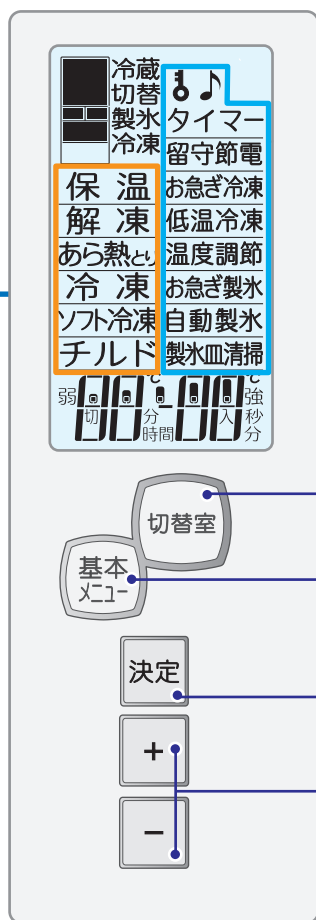 冷蔵
切替
製氷
冷凍
タイマー
留守節電
保温
お急ぎ冷凍
解凍
低温冷凍
あら熱とり
温度調節
冷凍
お急ぎ製氷
ソフト冷凍
自動製氷
チルド
製氷皿清掃
弱 ℃ ℃ 強
切 分 入 秒
時間 分
切替室
基本
メニュー
決定
+
−